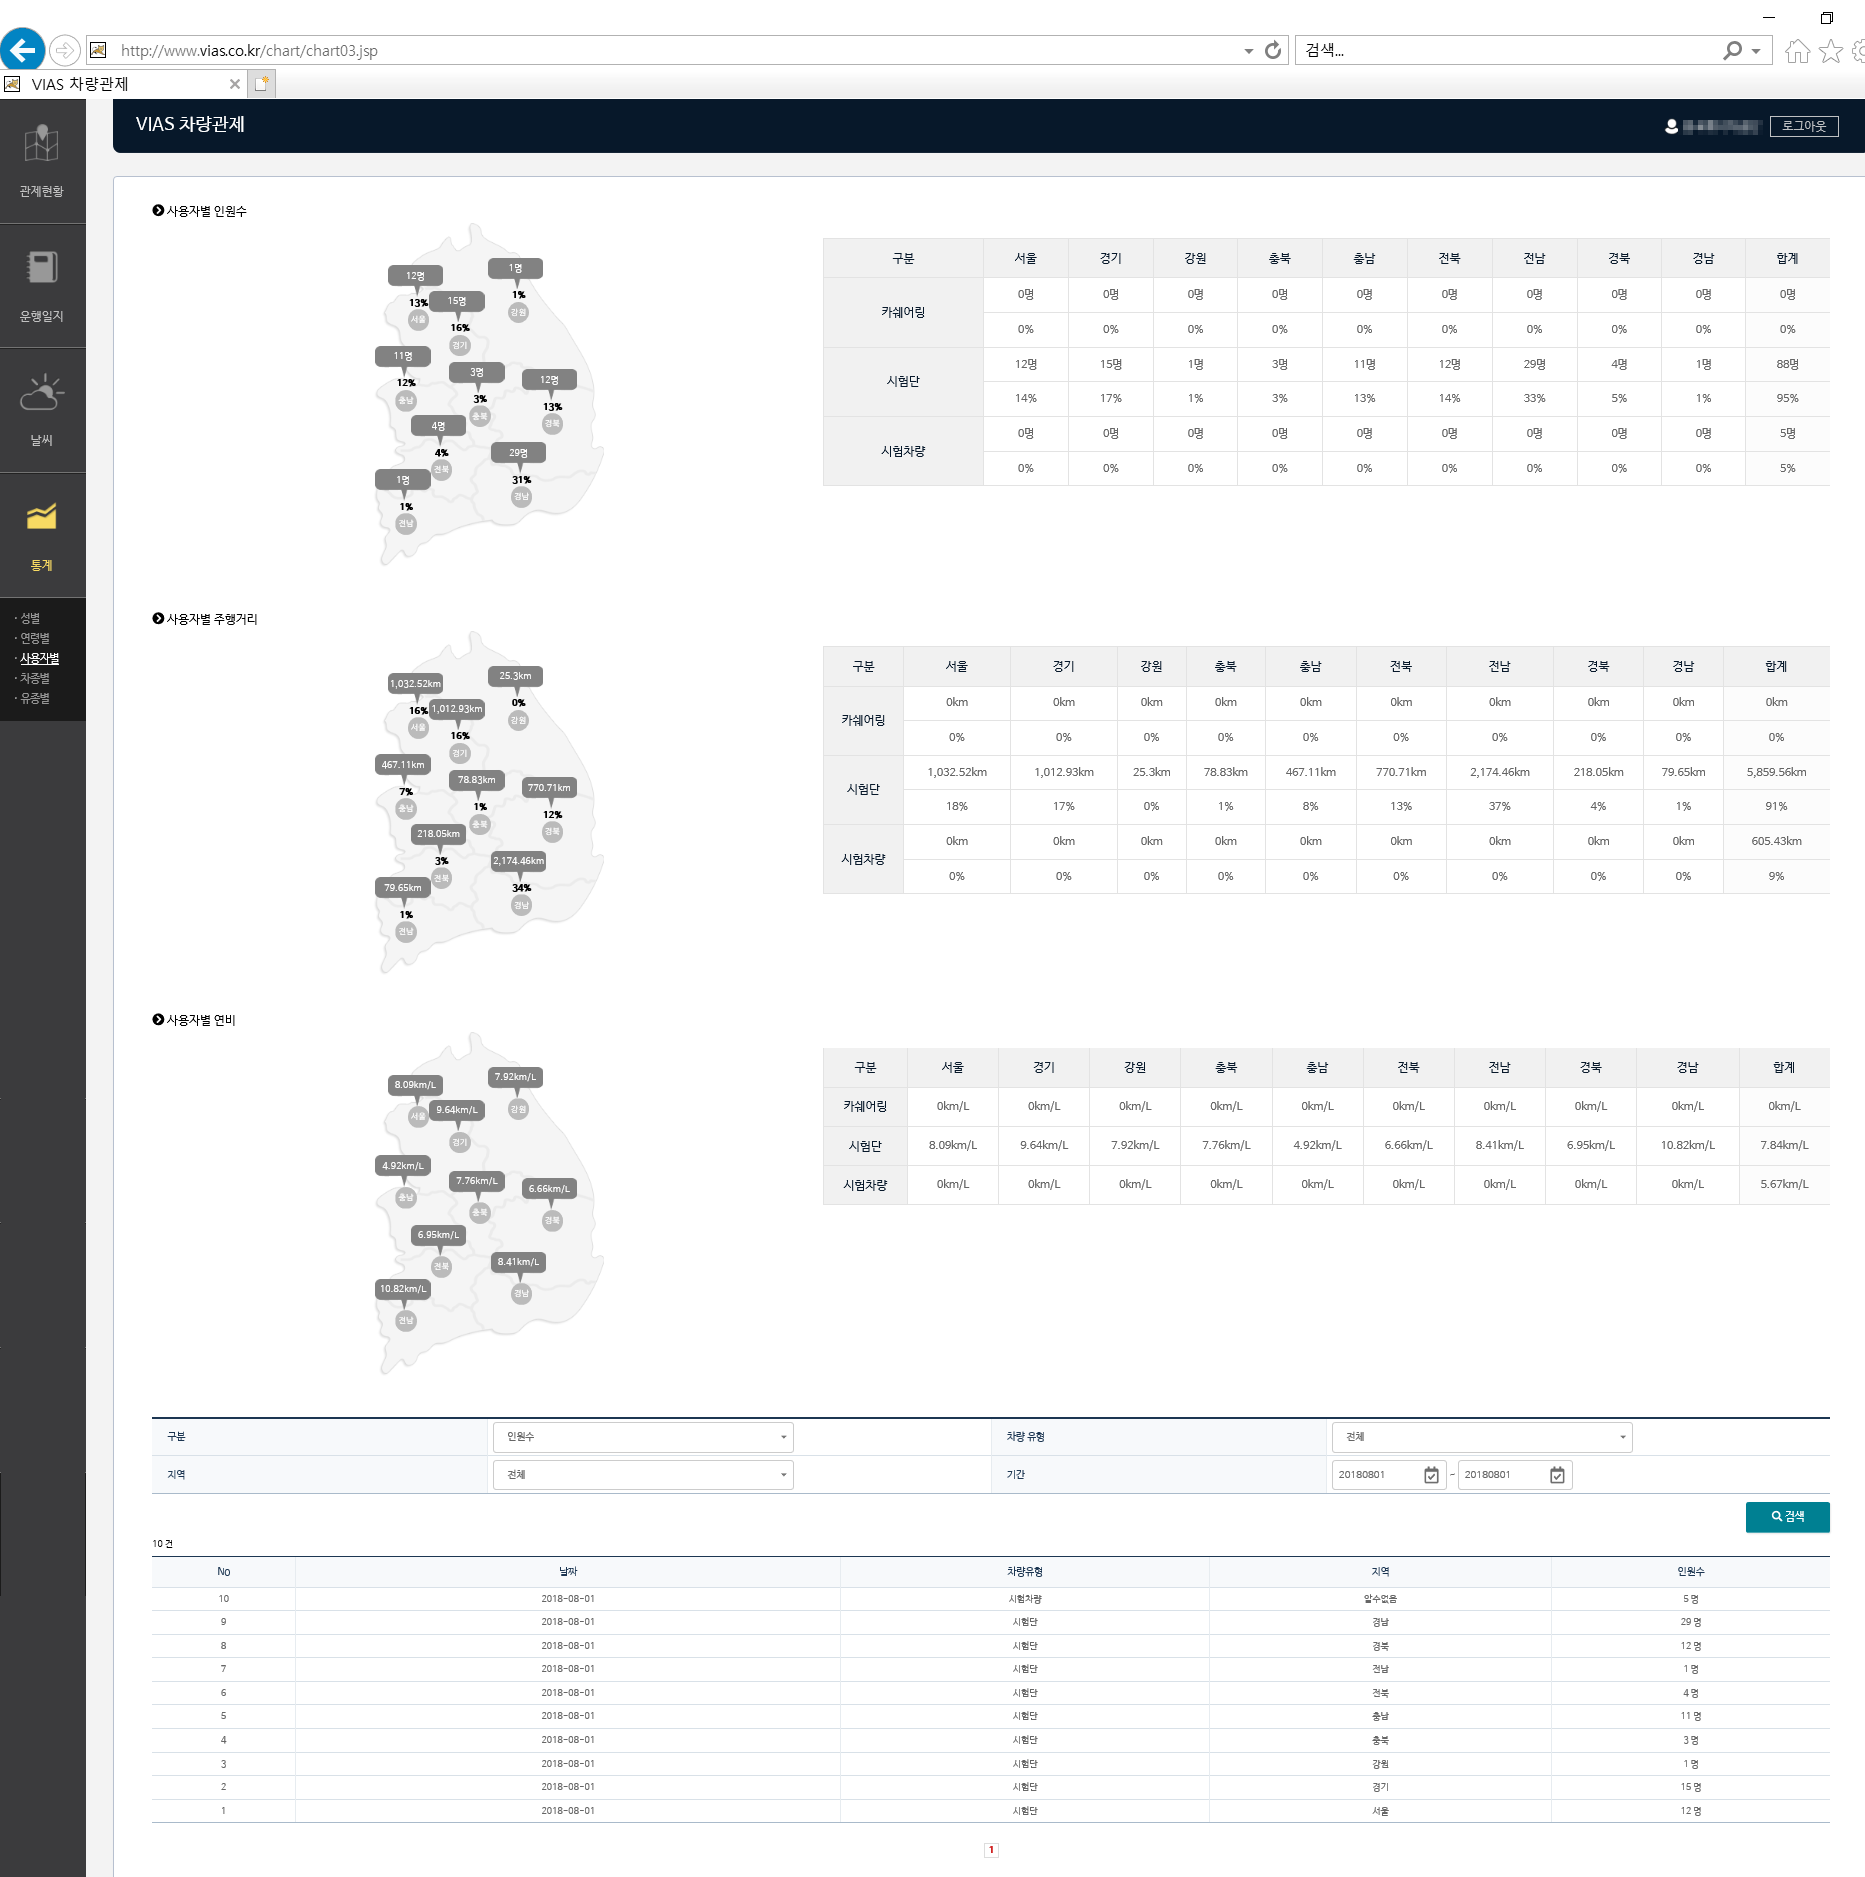 http://www.vias.co.kr/chart/chart03.jsp
검색...
VIAS 차량관제
VIAS 차량관제
로그아웃
관제현황
운행일지
날씨
통계
· 성별
· 연령별
· 사용자별
· 차종별
· 유종별
사용자별 인원수
12명 13% 서울
1명 1% 강원
15명 16% 경기
11명 12% 충남
3명 3% 충북
12명 13% 경북
4명 4% 전북
29명 31% 경남
1명 1% 전남
구분 서울 경기 강원 충북 충남 전북 전남 경북 경남 합계
카쉐어링 0명 0명 0명 0명 0명 0명 0명 0명 0명 0명
0% 0% 0% 0% 0% 0% 0% 0% 0% 0%
시험단 12명 15명 1명 3명 11명 12명 29명 4명 1명 88명
14% 17% 1% 3% 13% 14% 33% 5% 1% 95%
시험차량 0명 0명 0명 0명 0명 0명 0명 0명 0명 5명
0% 0% 0% 0% 0% 0% 0% 0% 0% 5%
사용자별 주행거리
1,032.52km 16% 서울
25.3km 0% 강원
1,012.93km 16% 경기
467.11km 7% 충남
78.83km 1% 충북
770.71km 12% 경북
218.05km 3% 전북
2,174.46km 34% 경남
79.65km 1% 전남
구분 서울 경기 강원 충북 충남 전북 전남 경북 경남 합계
카쉐어링 0km 0km 0km 0km 0km 0km 0km 0km 0km 0km
0% 0% 0% 0% 0% 0% 0% 0% 0% 0%
시험단 1,032.52km 1,012.93km 25.3km 78.83km 467.11km 770.71km 2,174.46km 218.05km 79.65km 5,859.56km
18% 17% 0% 1% 8% 13% 37% 4% 1% 91%
시험차량 0km 0km 0km 0km 0km 0km 0km 0km 0km 605.43km
0% 0% 0% 0% 0% 0% 0% 0% 0% 9%
사용자별 연비
8.09km/L 서울
7.92km/L 강원
9.64km/L 경기
4.92km/L 충남
7.76km/L 충북
6.66km/L 경북
6.95km/L 전북
8.41km/L 경남
10.82km/L 전남
구분 서울 경기 강원 충북 충남 전북 전남 경북 경남 합계
카쉐어링 0km/L 0km/L 0km/L 0km/L 0km/L 0km/L 0km/L 0km/L 0km/L 0km/L
시험단 8.09km/L 9.64km/L 7.92km/L 7.76km/L 4.92km/L 6.66km/L 8.41km/L 6.95km/L 10.82km/L 7.84km/L
시험차량 0km/L 0km/L 0km/L 0km/L 0km/L 0km/L 0km/L 0km/L 0km/L 5.67km/L
구분 인원수 차량 유형 전체
지역 전체 기간 20180801 ~ 20180801
검색
10 건
No 날짜 차량유형 지역 인원수
10 2018-08-01 시험차량 알수없음 5 명
9 2018-08-01 시험단 경남 29 명
8 2018-08-01 시험단 경북 12 명
7 2018-08-01 시험단 전남 1 명
6 2018-08-01 시험단 전북 4 명
5 2018-08-01 시험단 충남 11 명
4 2018-08-01 시험단 충북 3 명
3 2018-08-01 시험단 강원 1 명
2 2018-08-01 시험단 경기 15 명
1 2018-08-01 시험단 서울 12 명
1